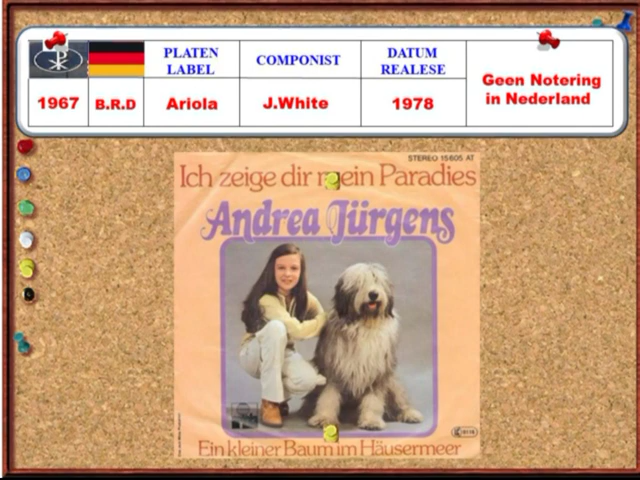 PLATEN LABEL
COMPONIST
DATUM REALESE
Geen Notering in Nederland
1967
B.R.D
Ariola
J.White
1978
STEREO 15 605 AT
Ich zeige dir mein Paradies
Andrea Jürgens
Ein kleiner Baum im Häusermeer